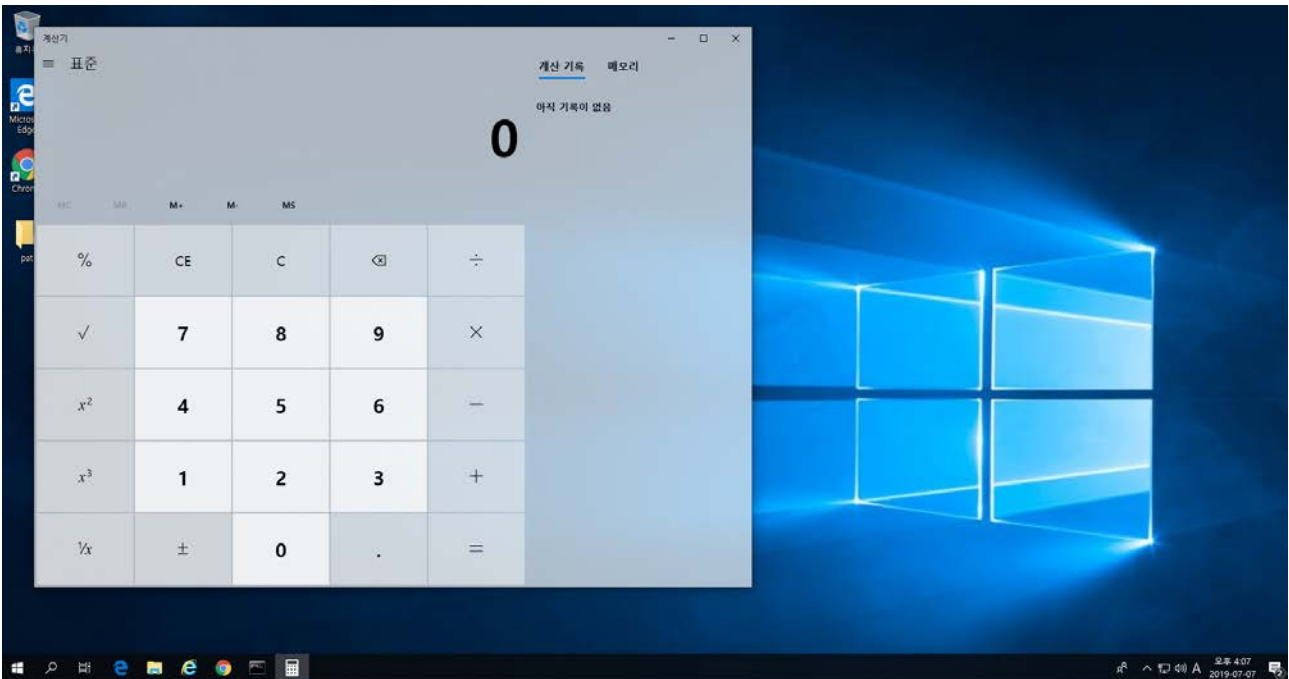 계산기
표준
계산 기록 메모리
아직 기록이 없음
0
MC MR M+ M- MS
% CE C ÷
√ 7 8 9 ×
x² 4 5 6 −
x³ 1 2 3 +
¹⁄x ± 0 . =
Edge
A
오후 4:07
2019-07-07
2